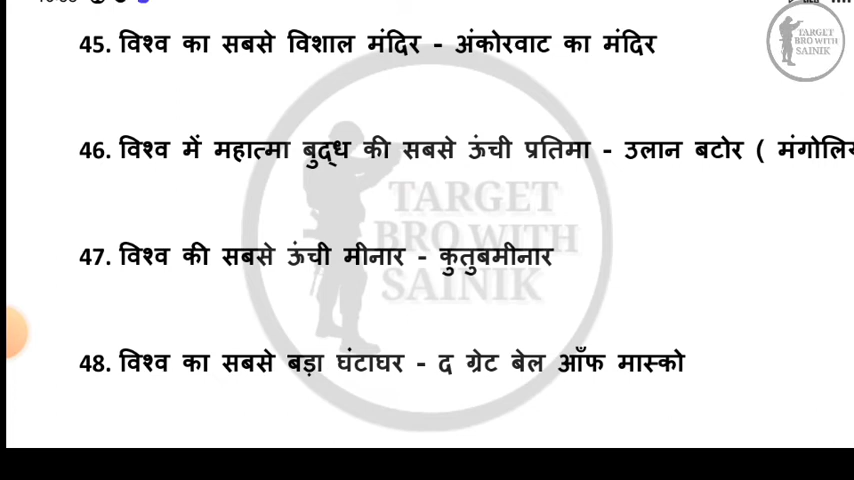 TARGET
BRO WITH
SAINIK
45. विश्व का सबसे विशाल मंदिर - अंकोरवाट का मंदिर
46. विश्व में महात्मा बुद्ध की सबसे ऊंची प्रतिमा - उलान बटोर ( मंगोलिय
TARGET
BRO WITH
SAINIK
47. विश्व की सबसे ऊंची मीनार - कुतुबमीनार
48. विश्व का सबसे बड़ा घंटाघर - द ग्रेट बेल ऑंफ मास्को